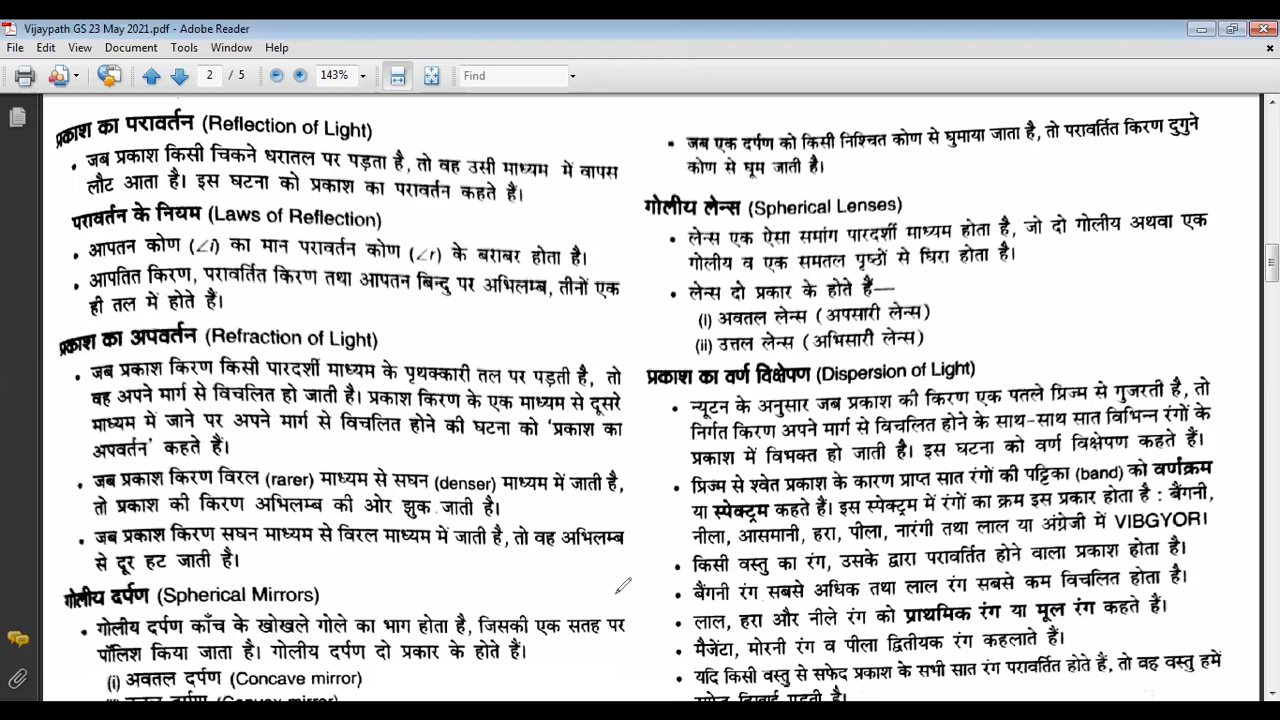 Vijaypath GS 23 May 2021.pdf - Adobe Reader
File Edit View Document Tools Window Help
2 / 5 143% Find
प्रकाश का परावर्तन (Reflection of Light)
• जब प्रकाश किसी चिकने धरातल पर पड़ता है, तो वह उसी माध्यम में वापस
लौट आता है। इस घटना को प्रकाश का परावर्तन कहते हैं।
परावर्तन के नियम (Laws of Reflection)
• आपतन कोण (∠i) का मान परावर्तन कोण (∠r) के बराबर होता है।
• आपतित किरण, परावर्तित किरण तथा आपतन बिन्दु पर अभिलम्ब, तीनों एक
ही तल में होते हैं।
प्रकाश का अपवर्तन (Refraction of Light)
• जब प्रकाश किरण किसी पारदर्शी माध्यम के पृथक्कारी तल पर पड़ती है, तो
वह अपने मार्ग से विचलित हो जाती है। प्रकाश किरण के एक माध्यम से दूसरे
माध्यम में जाने पर अपने मार्ग से विचलित होने की घटना को 'प्रकाश का
अपवर्तन' कहते हैं।
• जब प्रकाश किरण विरल (rarer) माध्यम से सघन (denser) माध्यम में जाती है,
तो प्रकाश की किरण अभिलम्ब की ओर झुक जाती है।
• जब प्रकाश किरण सघन माध्यम से विरल माध्यम में जाती है, तो वह अभिलम्ब
से दूर हट जाती है।
गोलीय दर्पण (Spherical Mirrors)
• गोलीय दर्पण काँच के खोखले गोले का भाग होता है, जिसकी एक सतह पर
पॉलिश किया जाता है। गोलीय दर्पण दो प्रकार के होते हैं।
(i) अवतल दर्पण (Concave mirror)
दर्पण (Convex mirror)
• जब एक दर्पण को किसी निश्चित कोण से घुमाया जाता है, तो परावर्तित किरण दुगुने
कोण से घूम जाती है।
गोलीय लेन्स (Spherical Lenses)
• लेन्स एक ऐसा समांग पारदर्शी माध्यम होता है, जो दो गोलीय अथवा एक
गोलीय व एक समतल पृष्ठों से घिरा होता है।
• लेन्स दो प्रकार के होते हैं—
(i) अवतल लेन्स (अपसारी लेन्स)
(ii) उत्तल लेन्स (अभिसारी लेन्स)
प्रकाश का वर्ण विक्षेपण (Dispersion of Light)
• न्यूटन के अनुसार जब प्रकाश की किरण एक पतले प्रिज्म से गुजरती है, तो
निर्गत किरण अपने मार्ग से विचलित होने के साथ-साथ सात विभिन्न रंगों के
प्रकाश में विभक्त हो जाती है। इस घटना को वर्ण विक्षेपण कहते हैं।
• प्रिज्म से श्वेत प्रकाश के कारण प्राप्त सात रंगों की पट्टिका (band) को वर्णक्रम
या स्पेक्ट्रम कहते हैं। इस स्पेक्ट्रम में रंगों का क्रम इस प्रकार होता है : बैंगनी,
नीला, आसमानी, हरा, पीला, नारंगी तथा लाल या अंग्रेजी में VIBGYOR।
• किसी वस्तु का रंग, उसके द्वारा परावर्तित होने वाला प्रकाश होता है।
• बैंगनी रंग सबसे अधिक तथा लाल रंग सबसे कम विचलित होता है।
• लाल, हरा और नीले रंग को प्राथमिक रंग या मूल रंग कहते हैं।
• मैजेंटा, मोरनी रंग व पीला द्वितीयक रंग कहलाते हैं।
• यदि किसी वस्तु से सफेद प्रकाश के सभी सात रंग परावर्तित होते हैं, तो वह वस्तु हमें